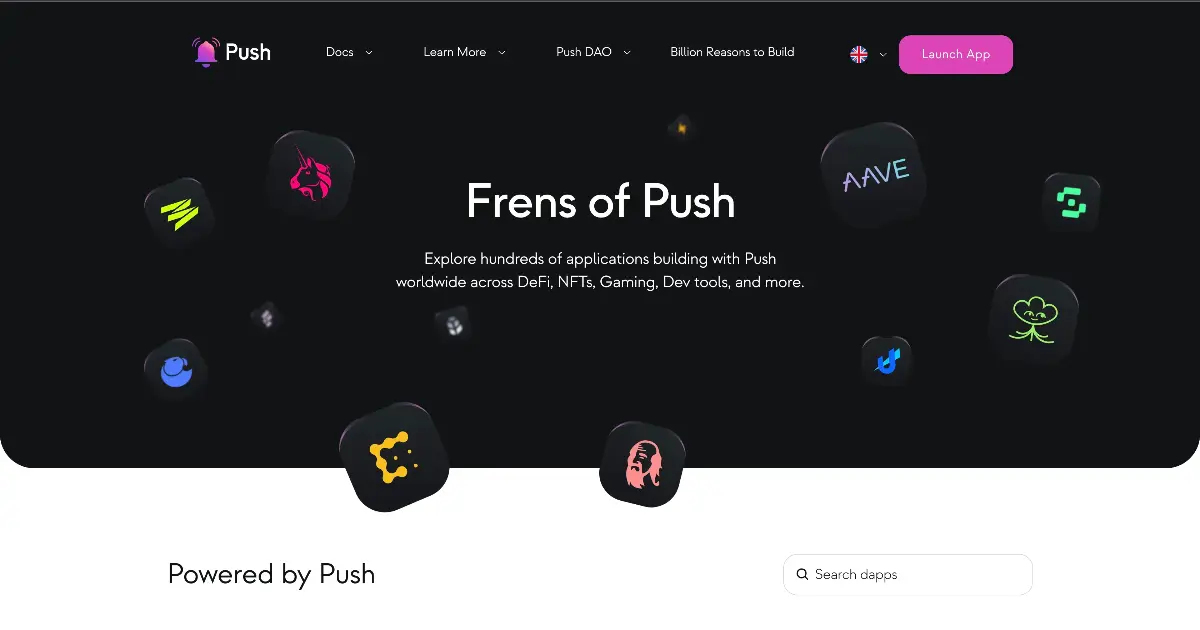 Push
Docs
Learn More
Push DAO
Billion Reasons to Build
Launch App
AAVE
Frens of Push
Explore hundreds of applications building with Push
worldwide across DeFi, NFTs, Gaming, Dev tools, and more.
Powered by Push
Search dapps